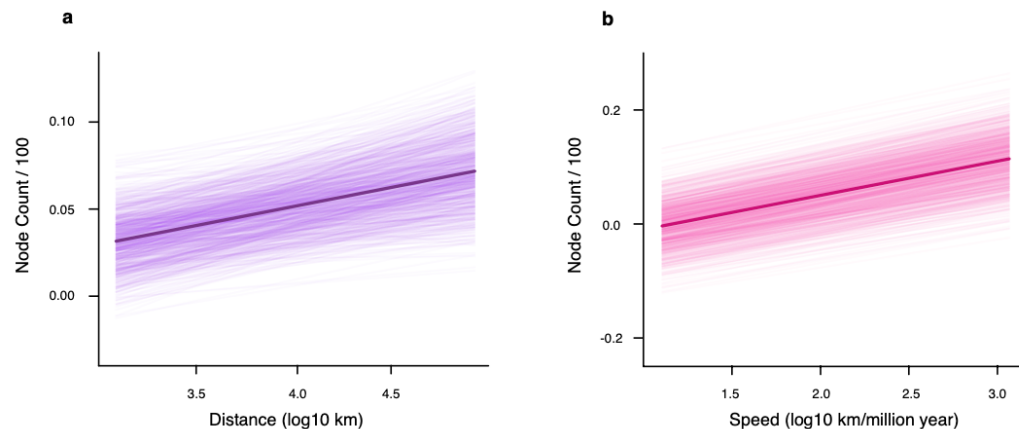 a
Node Count / 100
0.10
0.05
0.00
3.5 4.0 4.5
Distance (log10 km)
b
Node Count / 100
0.2
0.0
-0.2
1.5 2.0 2.5 3.0
Speed (log10 km/million year)